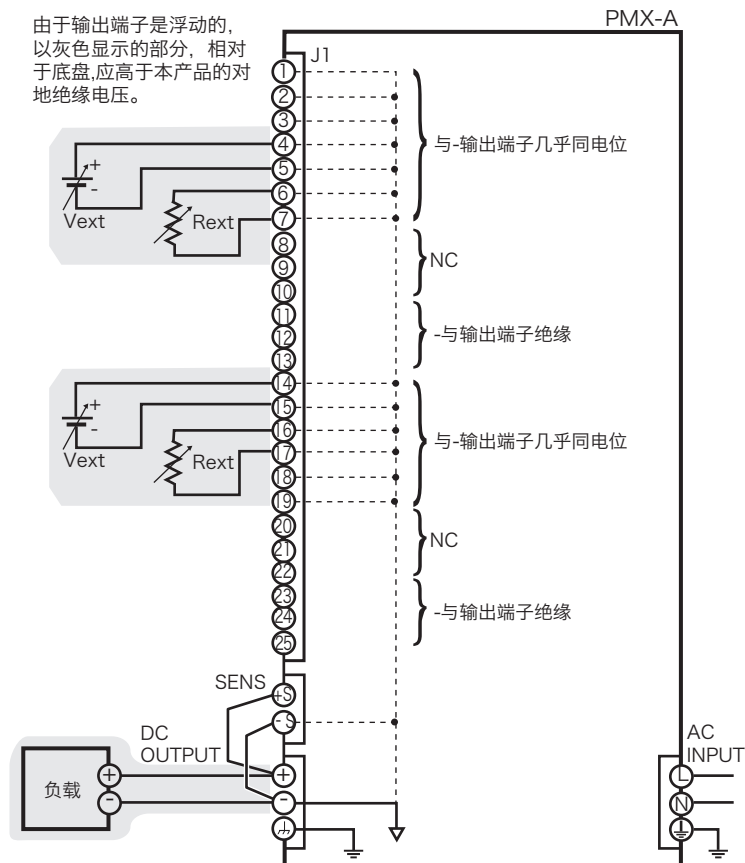 由于输出端子是浮动的，
以灰色显示的部分，相对
于底盘,应高于本产品的对
地绝缘电压。
PMX-A
J1
1
2
3
4
5
6
7
8
9
10
11
12
13
14
15
16
17
18
19
20
21
22
23
24
25
+
-
Vext
Rext
与-输出端子几乎同电位
NC
-与输出端子绝缘
+
-
Vext
Rext
与-输出端子几乎同电位
NC
-与输出端子绝缘
SENS
+S
-S
DC
OUTPUT
负载
+
-
+
-
AC
INPUT
L
N